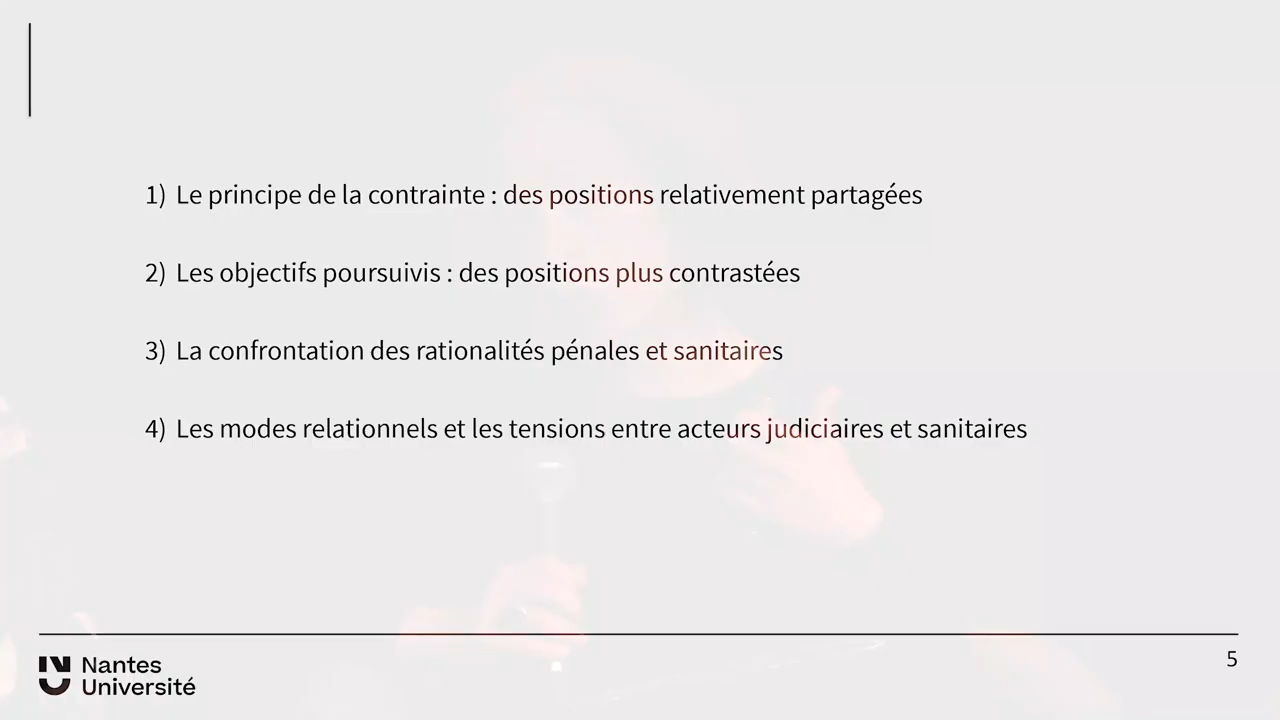 1) Le principe de la contrainte : des positions relativement partagées
2) Les objectifs poursuivis : des positions plus contrastées
3) La confrontation des rationalités pénales et sanitaires
4) Les modes relationnels et les tensions entre acteurs judiciaires et sanitaires
Nantes
Université
5